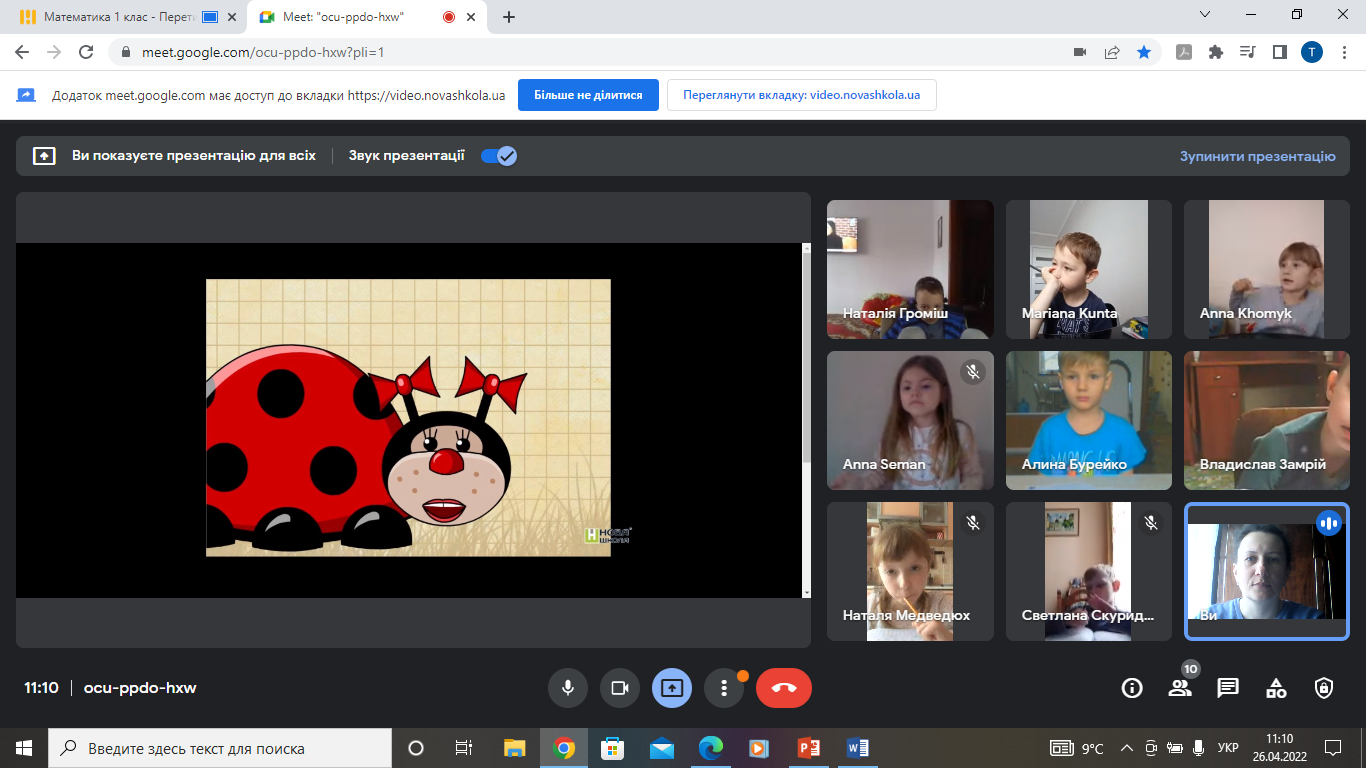 Математика 1 клас - Перет
Meet: "ocu-ppdo-hxw"
meet.google.com/ocu-ppdo-hxw?pli=1
T
Додаток meet.google.com має доступ до вкладки https://video.novashkola.ua
Більше не ділитися
Переглянути вкладку: video.novashkola.ua
Ви показуєте презентацію для всіх
Звук презентації
Зупинити презентацію
Наталія Громіш
Mariana Kunta
Anna Khomyk
Anna Seman
Алина Бурейко
Владислав Замрій
Н НОВА
ШКОЛА
Наталя Медведюх
Светлана Скурид...
Ви
11:10
ocu-ppdo-hxw
10
Введите здесь текст для поиска
9°C
УКР
11:10
26.04.2022